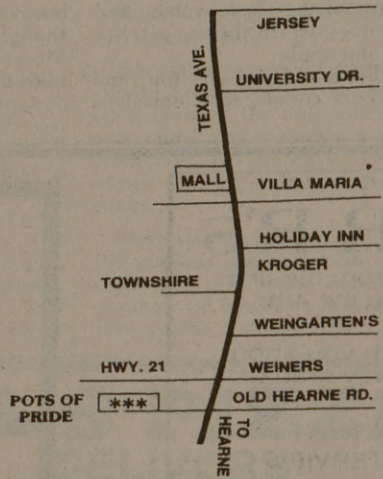 JERSEY
TEXAS AVE.
UNIVERSITY DR.
MALL
VILLA MARIA
HOLIDAY INN
KROGER
TOWNSHIRE
WEINGARTEN'S
HWY. 21
WEINERS
POTS OF
PRIDE
***
OLD HEARNE RD.
TO
HEARNE